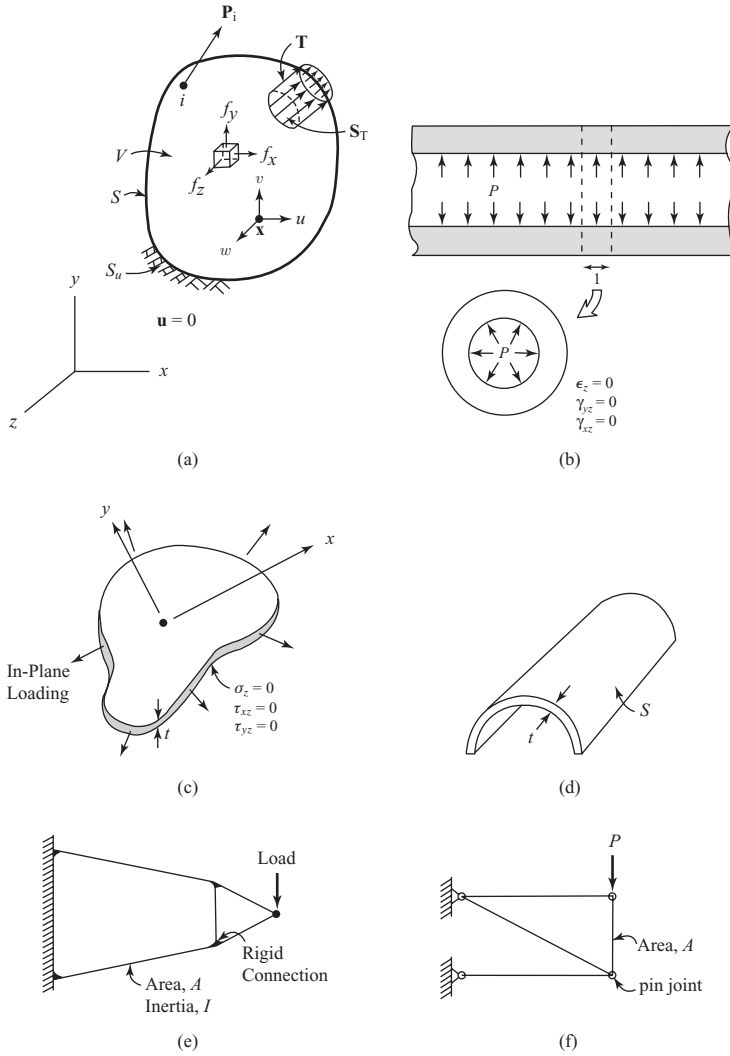 P_i
T
i
S_T
f_y
V
f_x
f_z
S
v
x
u
w
S_u
u = 0
y
x
z
(a)
P
1
P
ϵ_z = 0
γ_yz = 0
γ_xz = 0
(b)
y
x
In-Plane
Loading
σ_z = 0
τ_xz = 0
τ_yz = 0
t
(c)
S
t
(d)
Load
Rigid
Connection
Area, A
Inertia, I
(e)
P
Area, A
pin joint
(f)